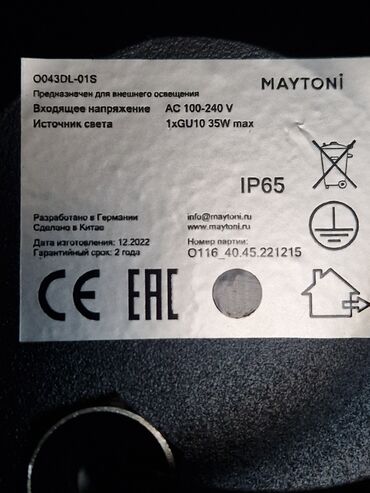 O043DL-01S
MAYTONi
Предназначен для внешнего освещения
Входящее напряжение AC 100-240 V
Источник света 1xGU10 35W max
IP65
Разработано в Германии
Сделано в Китае
info@maytoni.ru
www.maytoni.ru
Дата изготовления: 12.2022
Гарантийный срок: 2 года
Номер партии:
O116_40.45.221215
CE EAC